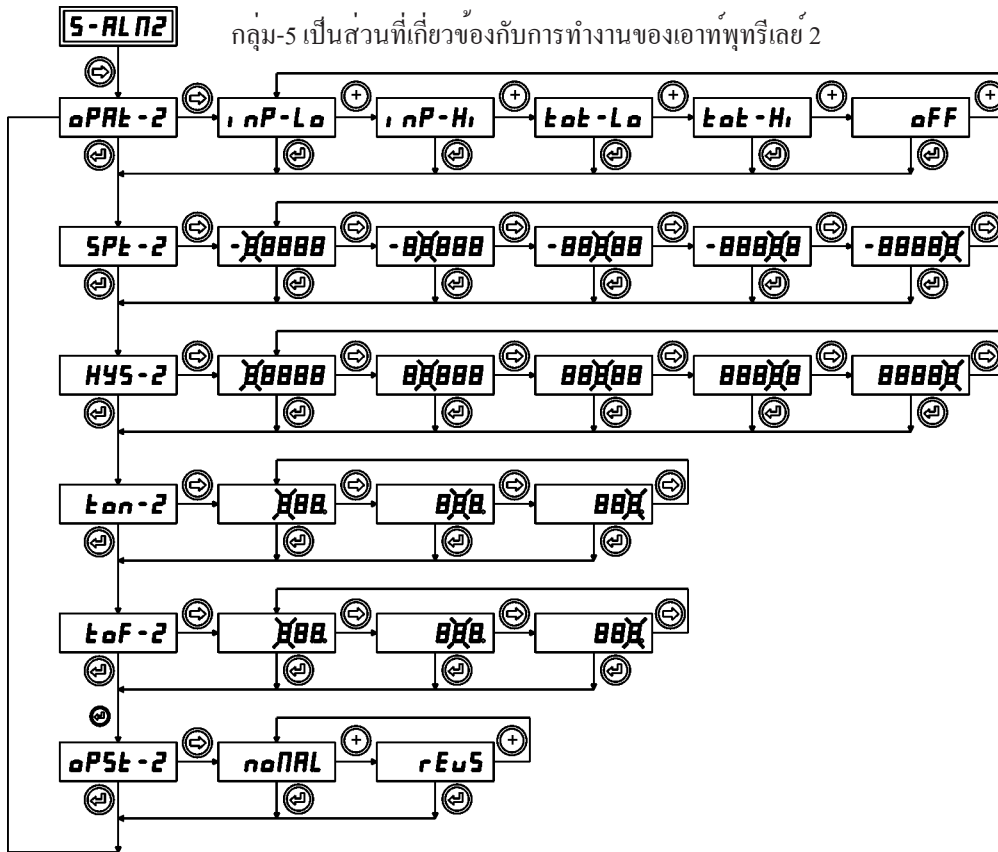 5-ALM2 กลุ่ม-5 เป็นส่วนที่เกี่ยวข้องกับการทำงานของเอาท์พุทรีเลย์ 2
oPAt-2 inP-Lo inP-Hi tot-Lo tot-Hi oFF
SPt-2 -88888 -88888 -88888 -88888 -88888
HYS-2 88888 88888 88888 88888 88888
ton-2 888. 888. 888.
toF-2 888. 888. 888.
oPSt-2 noMAL rEvS